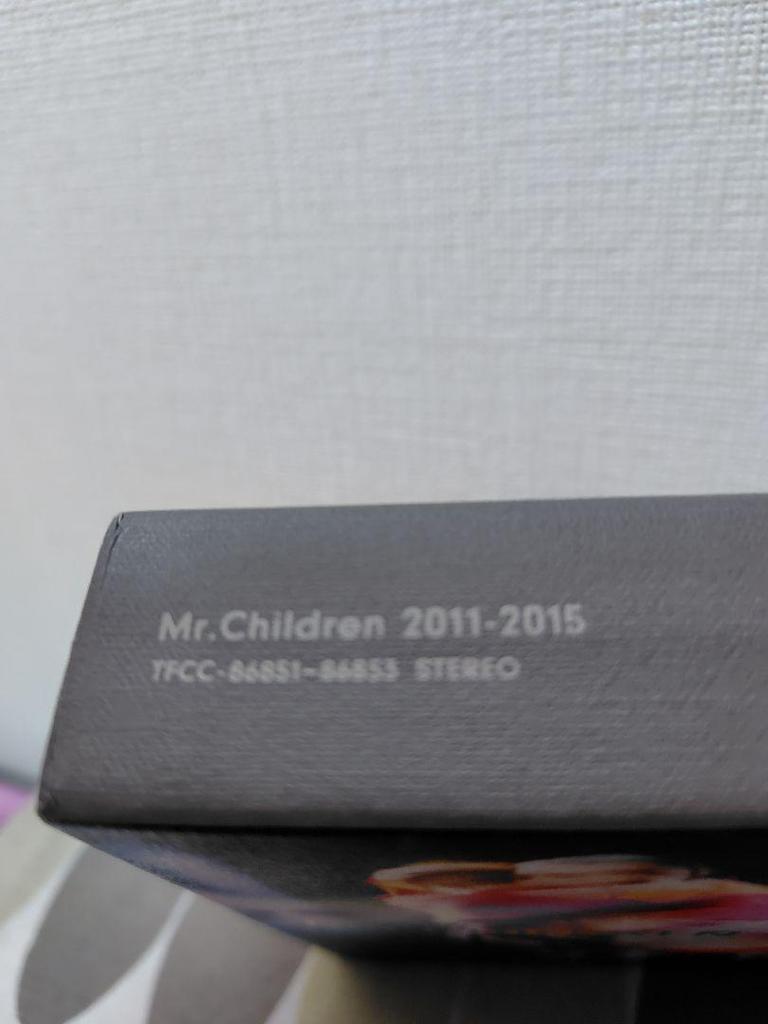 Mr.Children 2011-2015
TFCC-86851~86853 STEREO